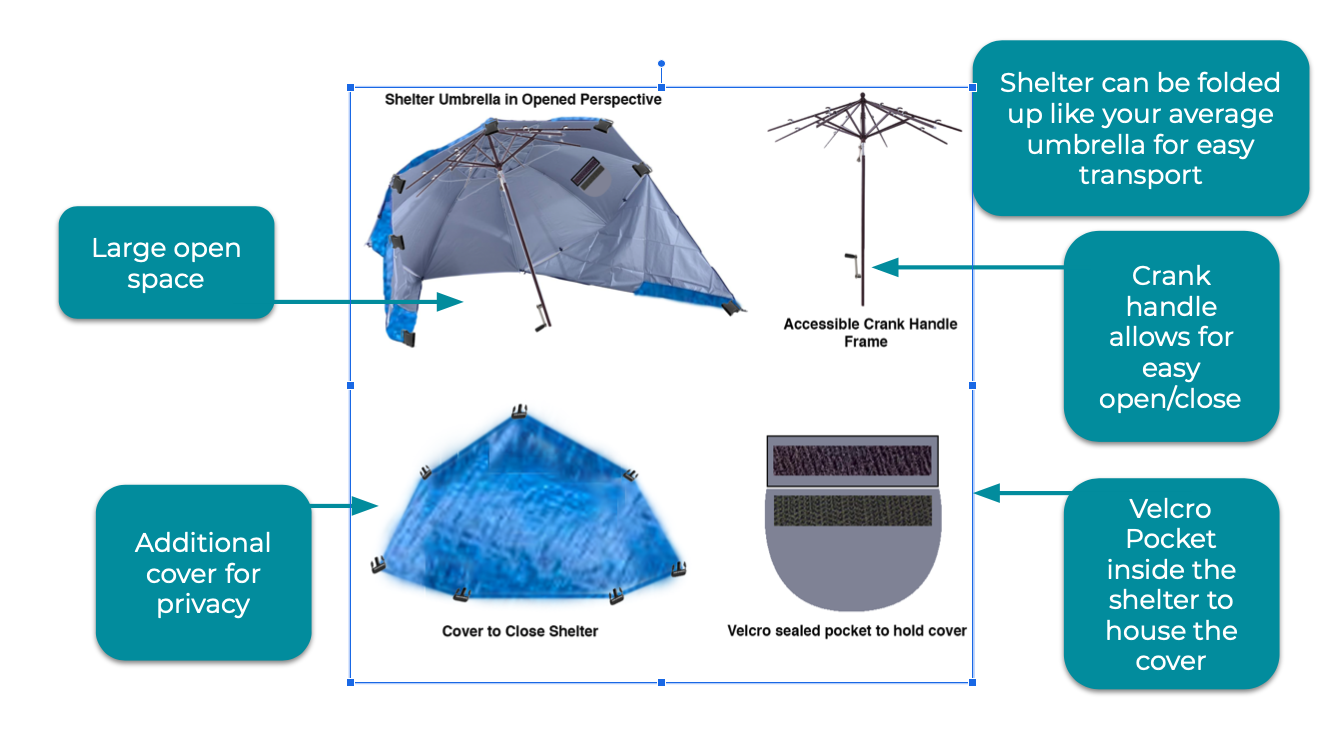 Shelter Umbrella in Opened Perspective
Shelter can be folded
up like your average
umbrella for easy
transport
Large open
space
Crank
handle
allows for
easy
open/close
Accessible Crank Handle
Frame
Additional
cover for
privacy
Velcro
Pocket
inside the
shelter to
house the
cover
Cover to Close Shelter
Velcro sealed pocket to hold cover